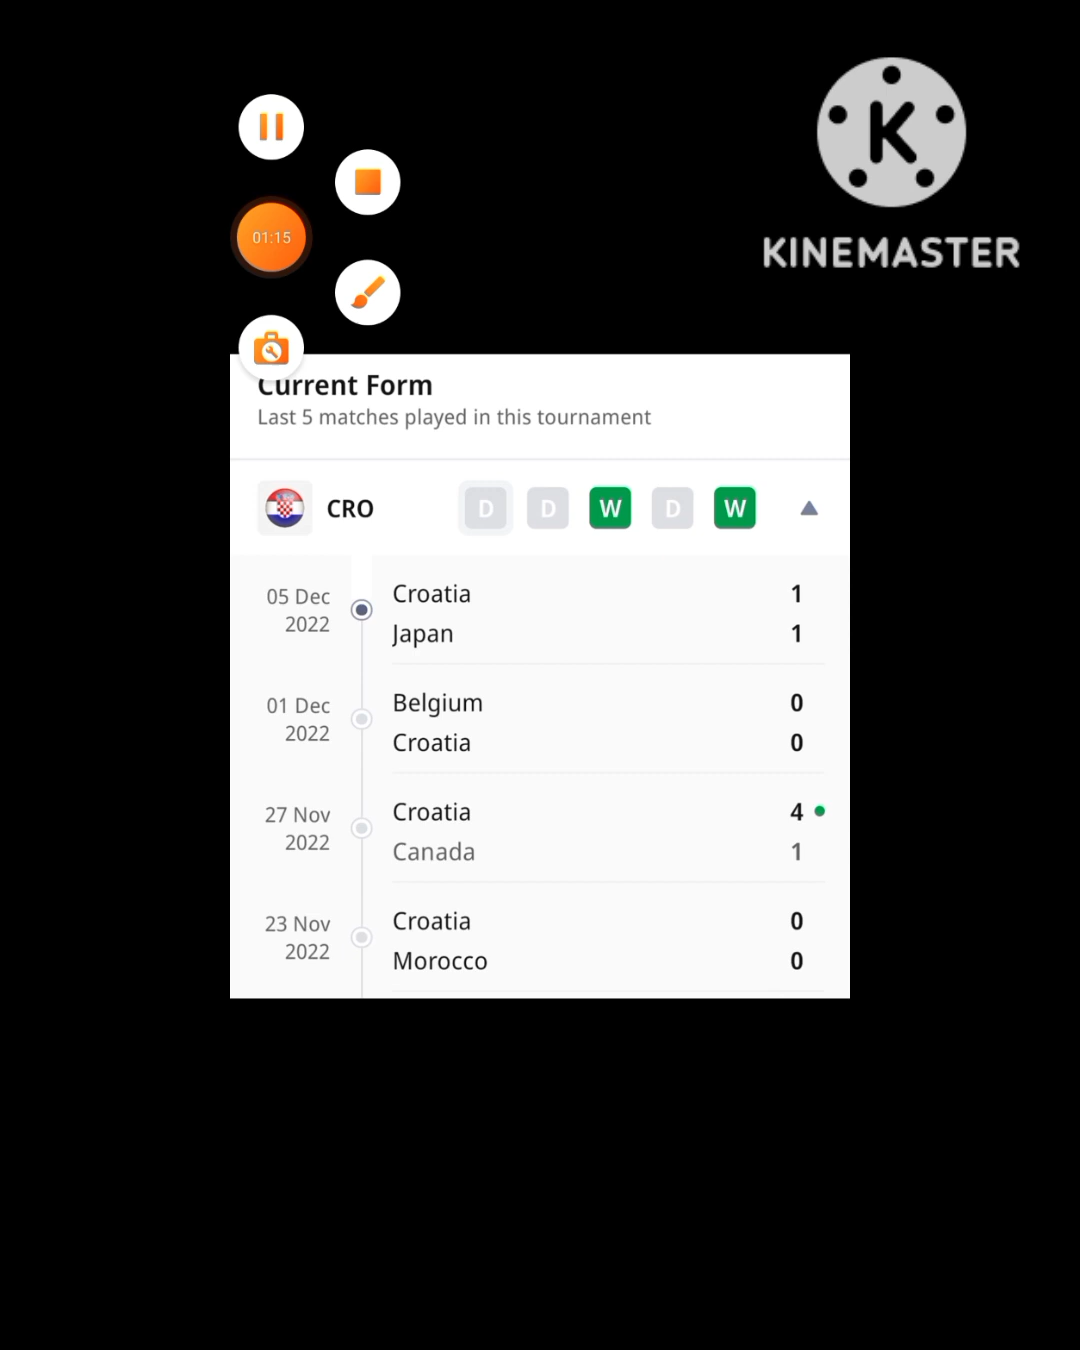 K
KINEMASTER
01:15
Current Form
Last 5 matches played in this tournament
CRO D D W D W
05 Dec 2022
Croatia 1
Japan 1
01 Dec 2022
Belgium 0
Croatia 0
27 Nov 2022
Croatia 4
Canada 1
23 Nov 2022
Croatia 0
Morocco 0